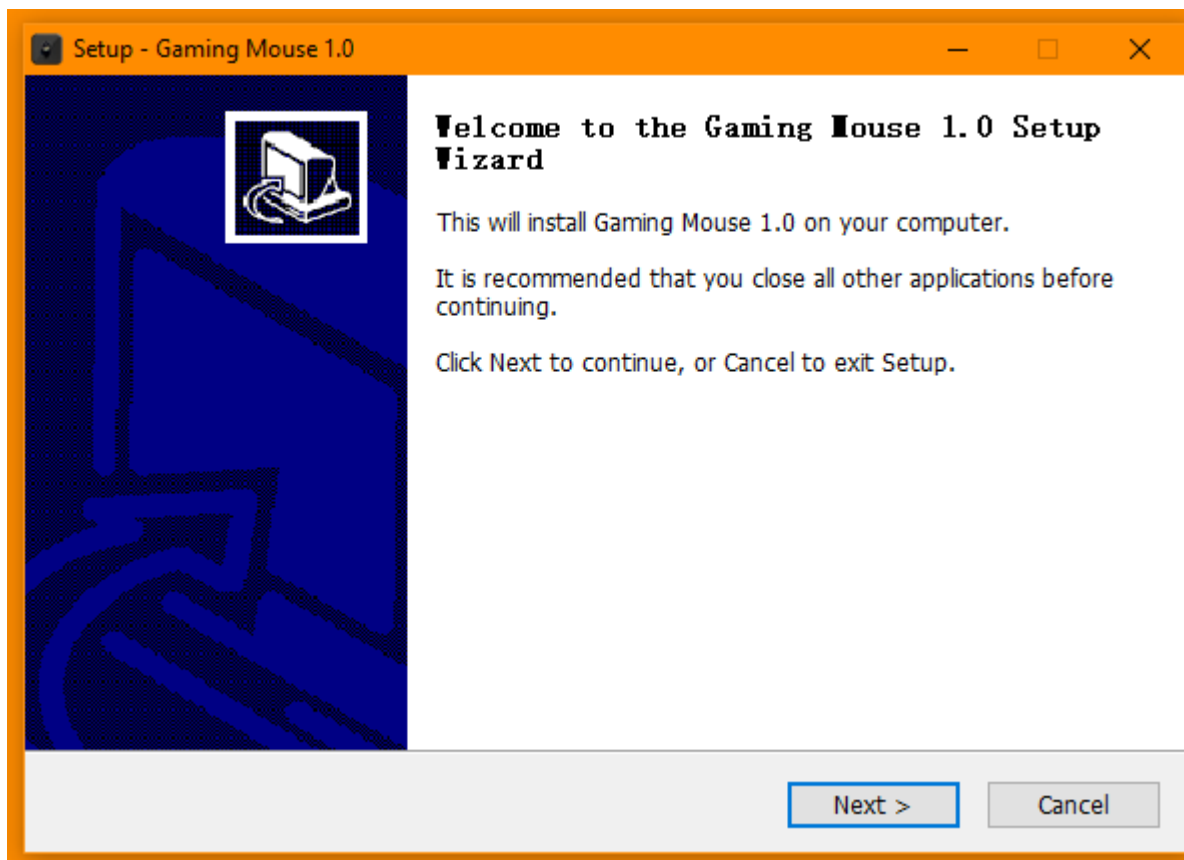 Setup - Gaming Mouse 1.0
Welcome to the Gaming Mouse 1.0 Setup
Wizard
This will install Gaming Mouse 1.0 on your computer.
It is recommended that you close all other applications before
continuing.
Click Next to continue, or Cancel to exit Setup.
Next >
Cancel